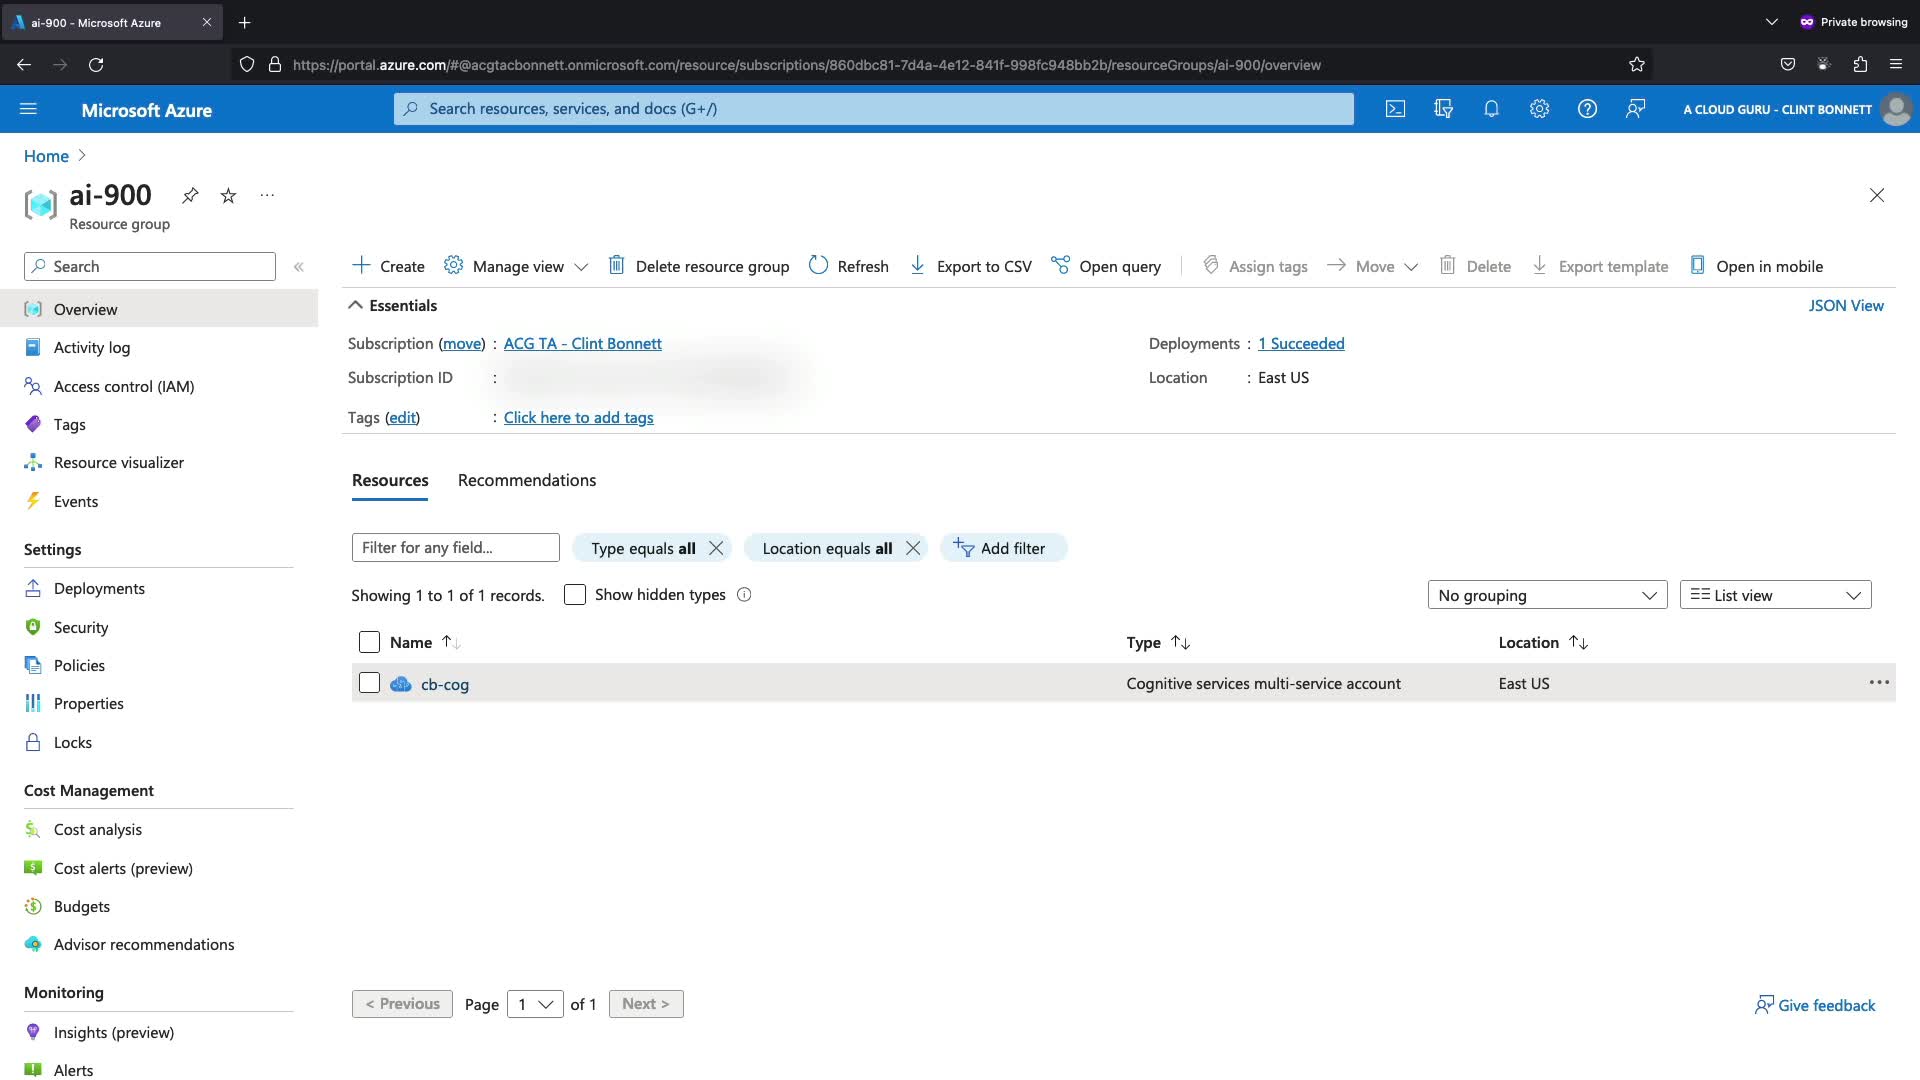 ai-900 - Microsoft Azure
Private browsing
https://portal.azure.com/#@acgtacbonnett.onmicrosoft.com/resource/subscriptions/860dbc81-7d4a-4e12-841f-998fc948bb2b/resourceGroups/ai-900/overview
Microsoft Azure
Search resources, services, and docs (G+/)
A CLOUD GURU - CLINT BONNETT
Home
ai-900
Resource group
Search
Create Manage view Delete resource group Refresh Export to CSV Open query Assign tags Move Delete Export template Open in mobile
Overview
Activity log
Access control (IAM)
Tags
Resource visualizer
Events
Settings
Deployments
Security
Policies
Properties
Locks
Cost Management
Cost analysis
Cost alerts (preview)
Budgets
Advisor recommendations
Monitoring
Insights (preview)
Alerts
Essentials
JSON View
Subscription (move) : ACG TA - Clint Bonnett
Deployments : 1 Succeeded
Subscription ID :
Location : East US
Tags (edit) : Click here to add tags
Resources Recommendations
Filter for any field...
Type equals all
Location equals all
Add filter
Showing 1 to 1 of 1 records.
Show hidden types
No grouping
List view
Name Type Location
cb-cog Cognitive services multi-service account East US
< Previous Page 1 of 1 Next >
Give feedback